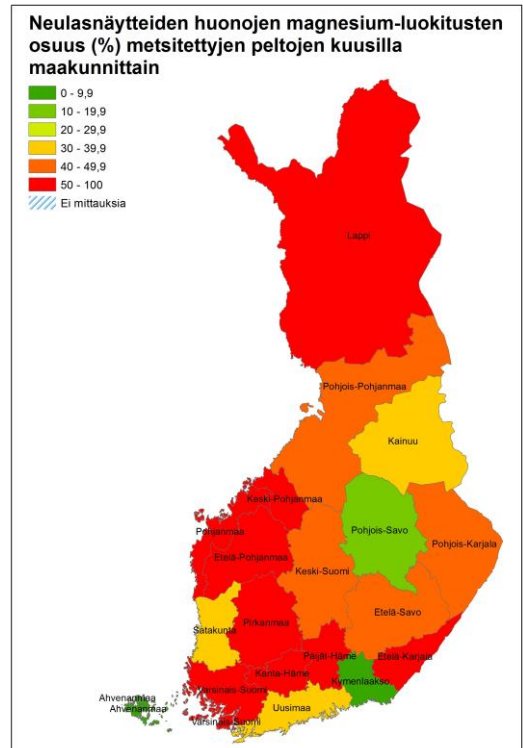 Neulasnäytteiden huonojen magnesium-luokitusten
osuus (%) metsitettyjen peltojen kuusilla
maakunnittain
0 - 9,9
10 - 19,9
20 - 29,9
30 - 39,9
40 - 49,9
50 - 100
Ei mittauksia
Lappi
Pohjois-Pohjanmaa
Kainuu
Keski-Pohjanmaa
Pohjanmaa
Pohjois-Savo
Pohjois-Karjala
Etelä-Pohjanmaa
Keski-Suomi
Etelä-Savo
Satakunta
Pirkanmaa
Päijät-Häme
Etelä-Karjala
Kanta-Häme
Varsinais-Suomi
Kymenlaakso
Ahvenanmaa
Ahvenanmaa
Uusimaa
Varsinais-Suomi